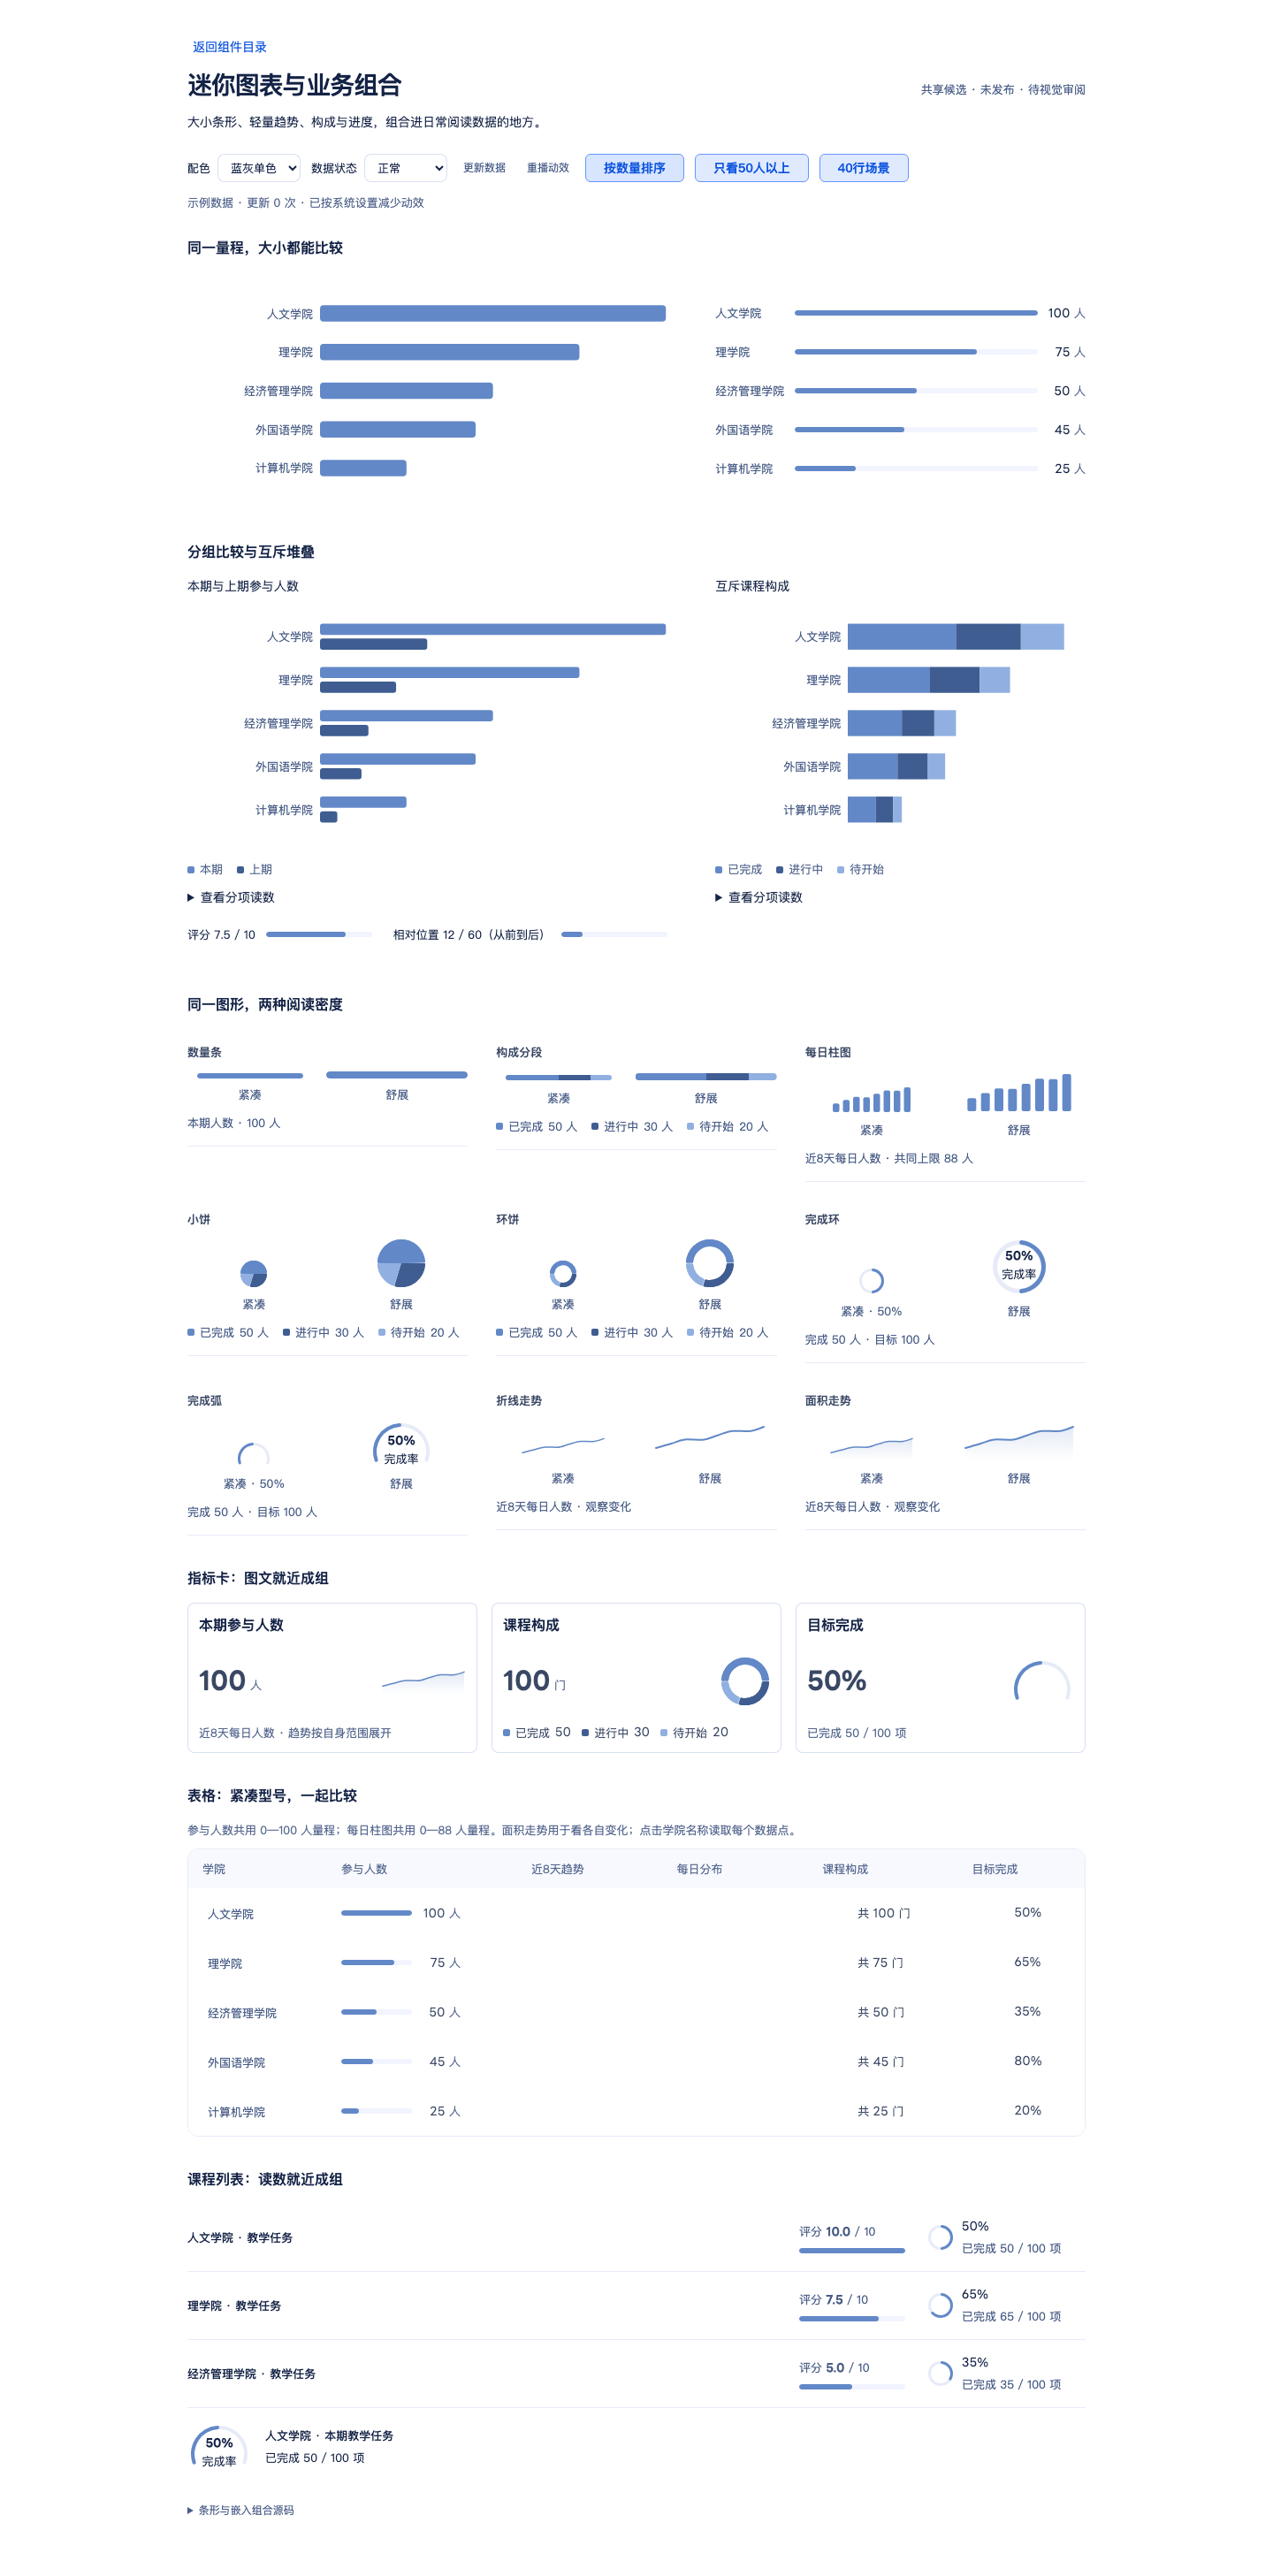 返回组件目录
迷你图表与业务组合
共享候选 · 未发布 · 待视觉审阅
大小条形、轻量趋势、构成与进度，组合进日常阅读数据的地方。
配色 蓝灰单色 数据状态 正常 更新数据 重播动效 按数量排序 只看50人以上 40行场景
示例数据 · 更新 0 次 · 已按系统设置减少动效
同一量程，大小都能比较
人文学院
理学院
经济管理学院
外国语学院
计算机学院
人文学院 100 人
理学院 75 人
经济管理学院 50 人
外国语学院 45 人
计算机学院 25 人
分组比较与互斥堆叠
本期与上期参与人数
人文学院
理学院
经济管理学院
外国语学院
计算机学院
本期 上期
▶ 查看分项读数
评分 7.5 / 10 相对位置 12 / 60（从前到后）
互斥课程构成
人文学院
理学院
经济管理学院
外国语学院
计算机学院
已完成 进行中 待开始
▶ 查看分项读数
同一图形，两种阅读密度
数量条
紧凑 舒展
本期人数 · 100 人
构成分段
紧凑 舒展
已完成 50 人 进行中 30 人 待开始 20 人
每日柱图
紧凑 舒展
近8天每日人数 · 共同上限 88 人
小饼
紧凑 舒展
已完成 50 人 进行中 30 人 待开始 20 人
环饼
紧凑 舒展
已完成 50 人 进行中 30 人 待开始 20 人
完成环
50%
完成率
紧凑 · 50% 舒展
完成 50 人 · 目标 100 人
完成弧
50%
完成率
紧凑 · 50% 舒展
完成 50 人 · 目标 100 人
折线走势
紧凑 舒展
近8天每日人数 · 观察变化
面积走势
紧凑 舒展
近8天每日人数 · 观察变化
指标卡：图文就近成组
本期参与人数
100 人
近8天每日人数 · 趋势按自身范围展开
课程构成
100 门
已完成 50 进行中 30 待开始 20
目标完成
50%
已完成 50 / 100 项
表格：紧凑型号，一起比较
参与人数共用 0—100 人量程；每日柱图共用 0—88 人量程。面积走势用于看各自变化；点击学院名称读取每个数据点。
学院 参与人数 近8天趋势 每日分布 课程构成 目标完成
人文学院 100 人 共 100 门 50%
理学院 75 人 共 75 门 65%
经济管理学院 50 人 共 50 门 35%
外国语学院 45 人 共 45 门 80%
计算机学院 25 人 共 25 门 20%
课程列表：读数就近成组
人文学院 · 教学任务
评分 10.0 / 10
50%
已完成 50 / 100 项
理学院 · 教学任务
评分 7.5 / 10
65%
已完成 65 / 100 项
经济管理学院 · 教学任务
评分 5.0 / 10
35%
已完成 35 / 100 项
50%
完成率
人文学院 · 本期教学任务
已完成 50 / 100 项
▶ 条形与嵌入组合源码